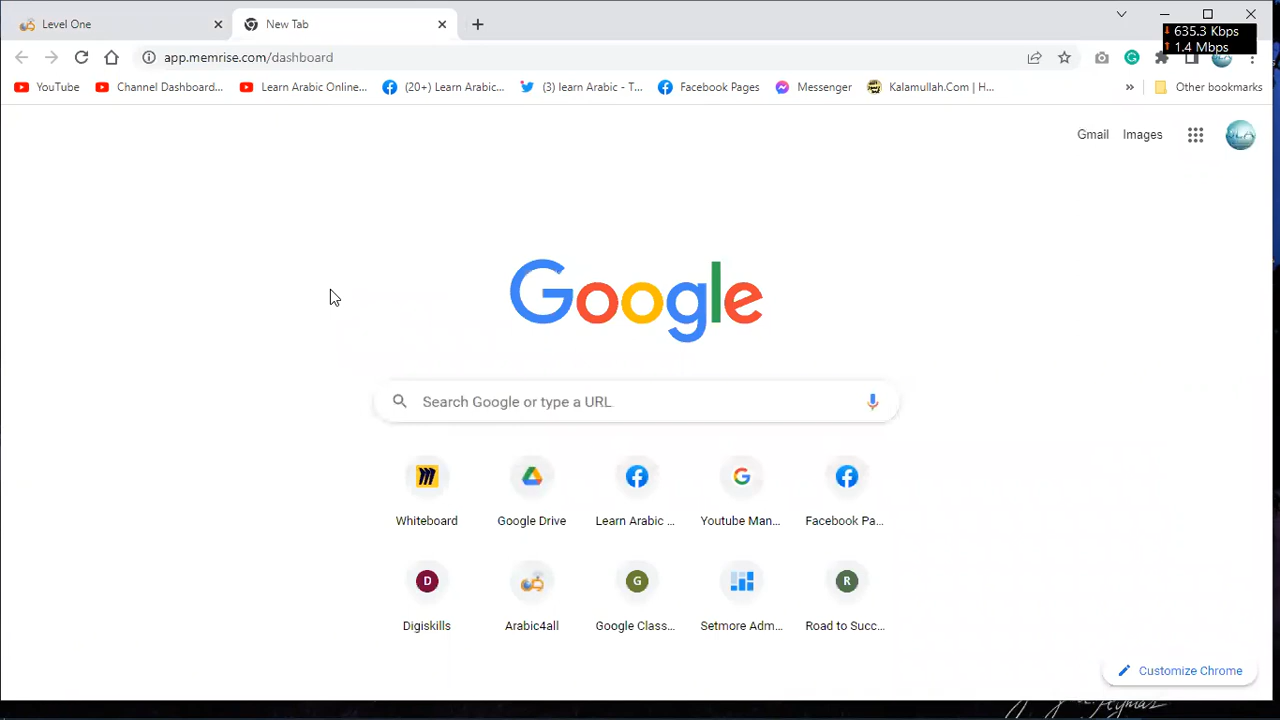 Level One
New Tab
635.3 Kbps
1.4 Mbps
app.memrise.com/dashboard
YouTube
Channel Dashboard...
Learn Arabic Online...
(20+) Learn Arabic...
(3) learn Arabic - T...
Facebook Pages
Messenger
Kalamullah.Com | H...
»
Other bookmarks
Gmail
Images
Google
Search Google or type a URL
Whiteboard
Google Drive
Learn Arabic ...
Youtube Man...
Facebook Pa...
D
G
R
Digiskills
Arabic4all
Google Class...
Setmore Adm...
Road to Succ...
Customize Chrome